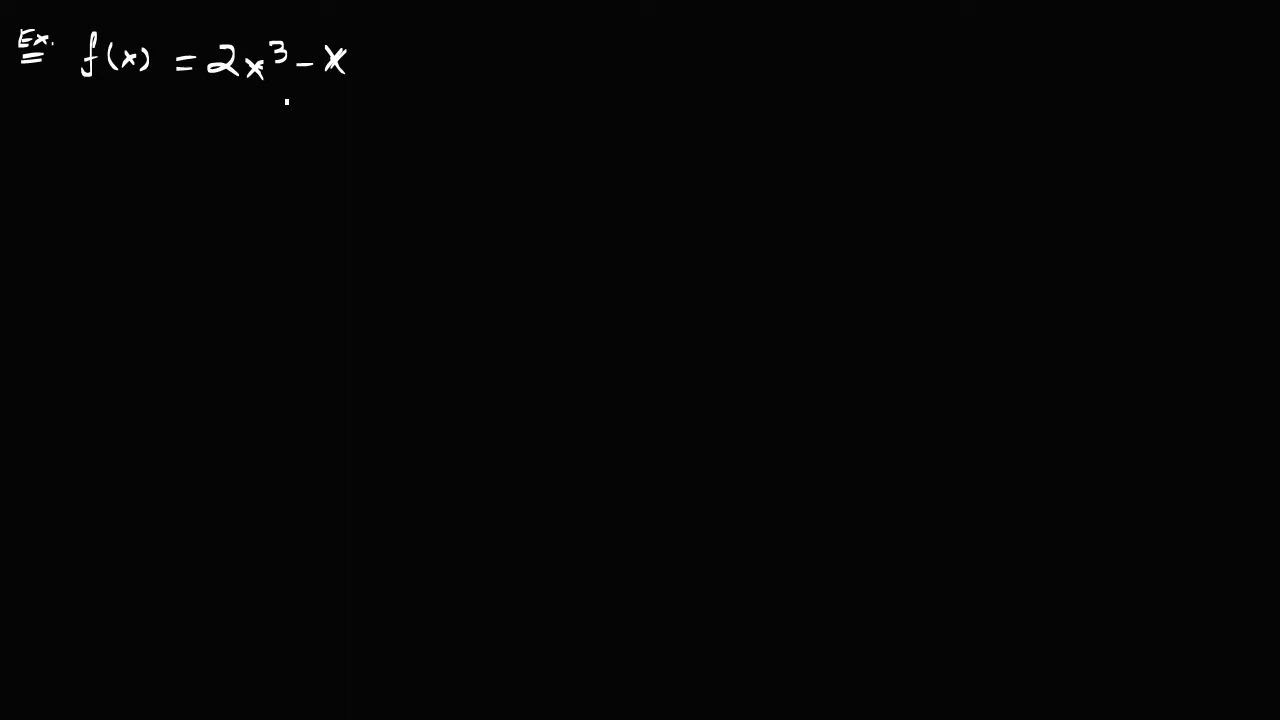 Ex. f(x) = 2x³ - x